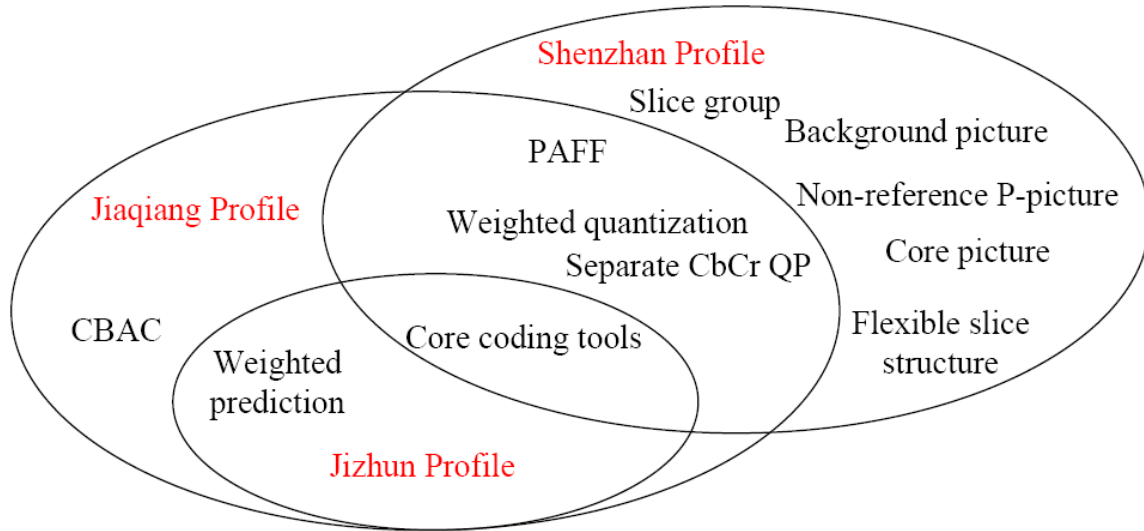 Shenzhan Profile
Slice group
Background picture
PAFF
Jiaqiang Profile
Non-reference P-picture
Weighted quantization
Core picture
Separate CbCr QP
CBAC
Core coding tools
Flexible slice
structure
Weighted
prediction
Jizhun Profile